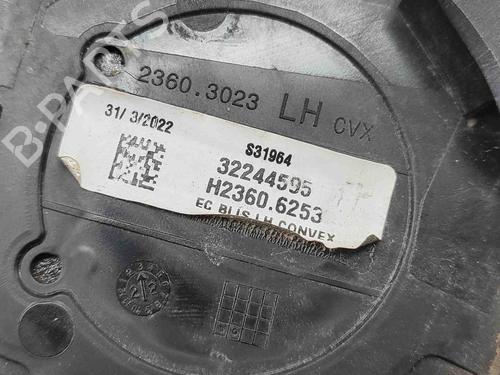 2360.3023 LH CVX
31/ 3/2022
S31964
32244595
H2360.6253
EC BLIS LH CONVEX
B-PARTS